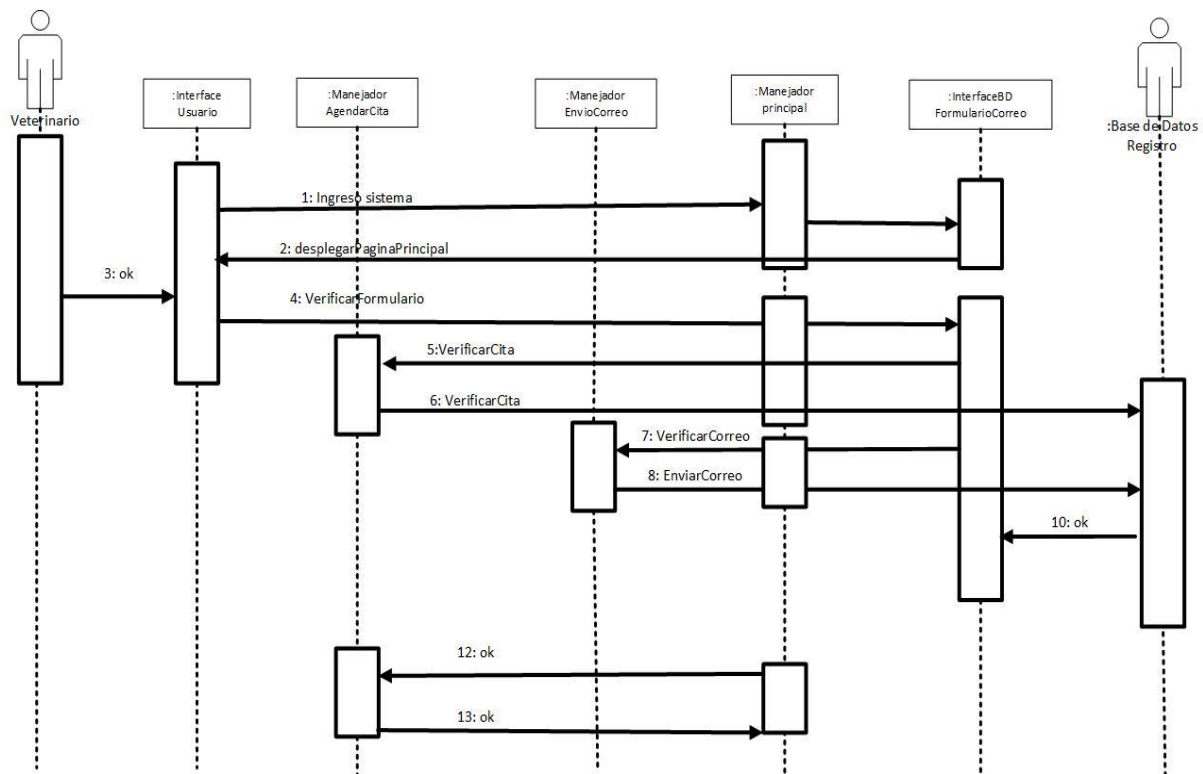 Veterinario
:Interface
Usuario
:Manejador
AgendarCita
:Manejador
EnvioCorreo
:Manejador
principal
:InterfaceBD
FormularioCorreo
:Base de Datos
Registro
1: Ingreso sistema
2: desplegarPaginaPrincipal
3: ok
4: VerificarFormulario
5:VerificarCita
6: VerificarCita
7: VerificarCorreo
8: EnviarCorreo
10: ok
12: ok
13: ok